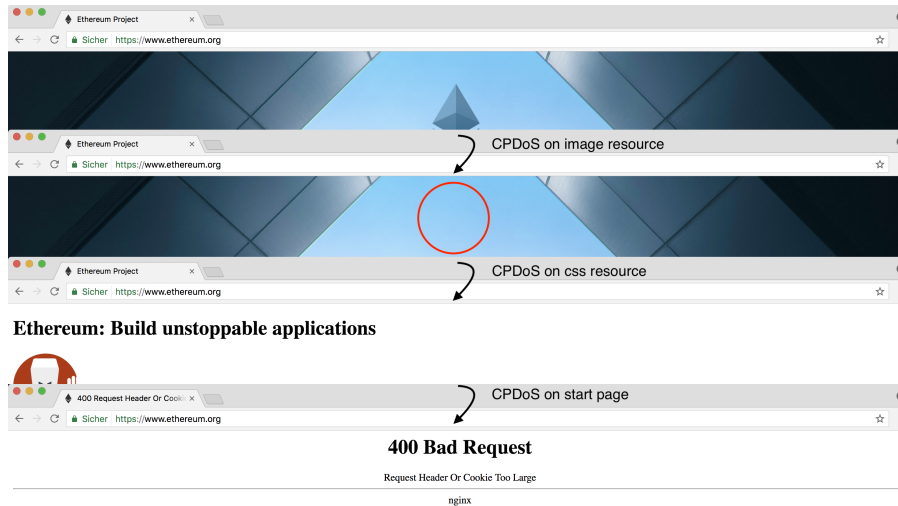 Ethereum Project ×
Sicher https://www.ethereum.org
CPDoS on image resource
Ethereum Project ×
Sicher https://www.ethereum.org
CPDoS on css resource
Ethereum Project ×
Sicher https://www.ethereum.org
Ethereum: Build unstoppable applications
CPDoS on start page
400 Request Header Or Cooki ×
Sicher https://www.ethereum.org
400 Bad Request
Request Header Or Cookie Too Large
nginx